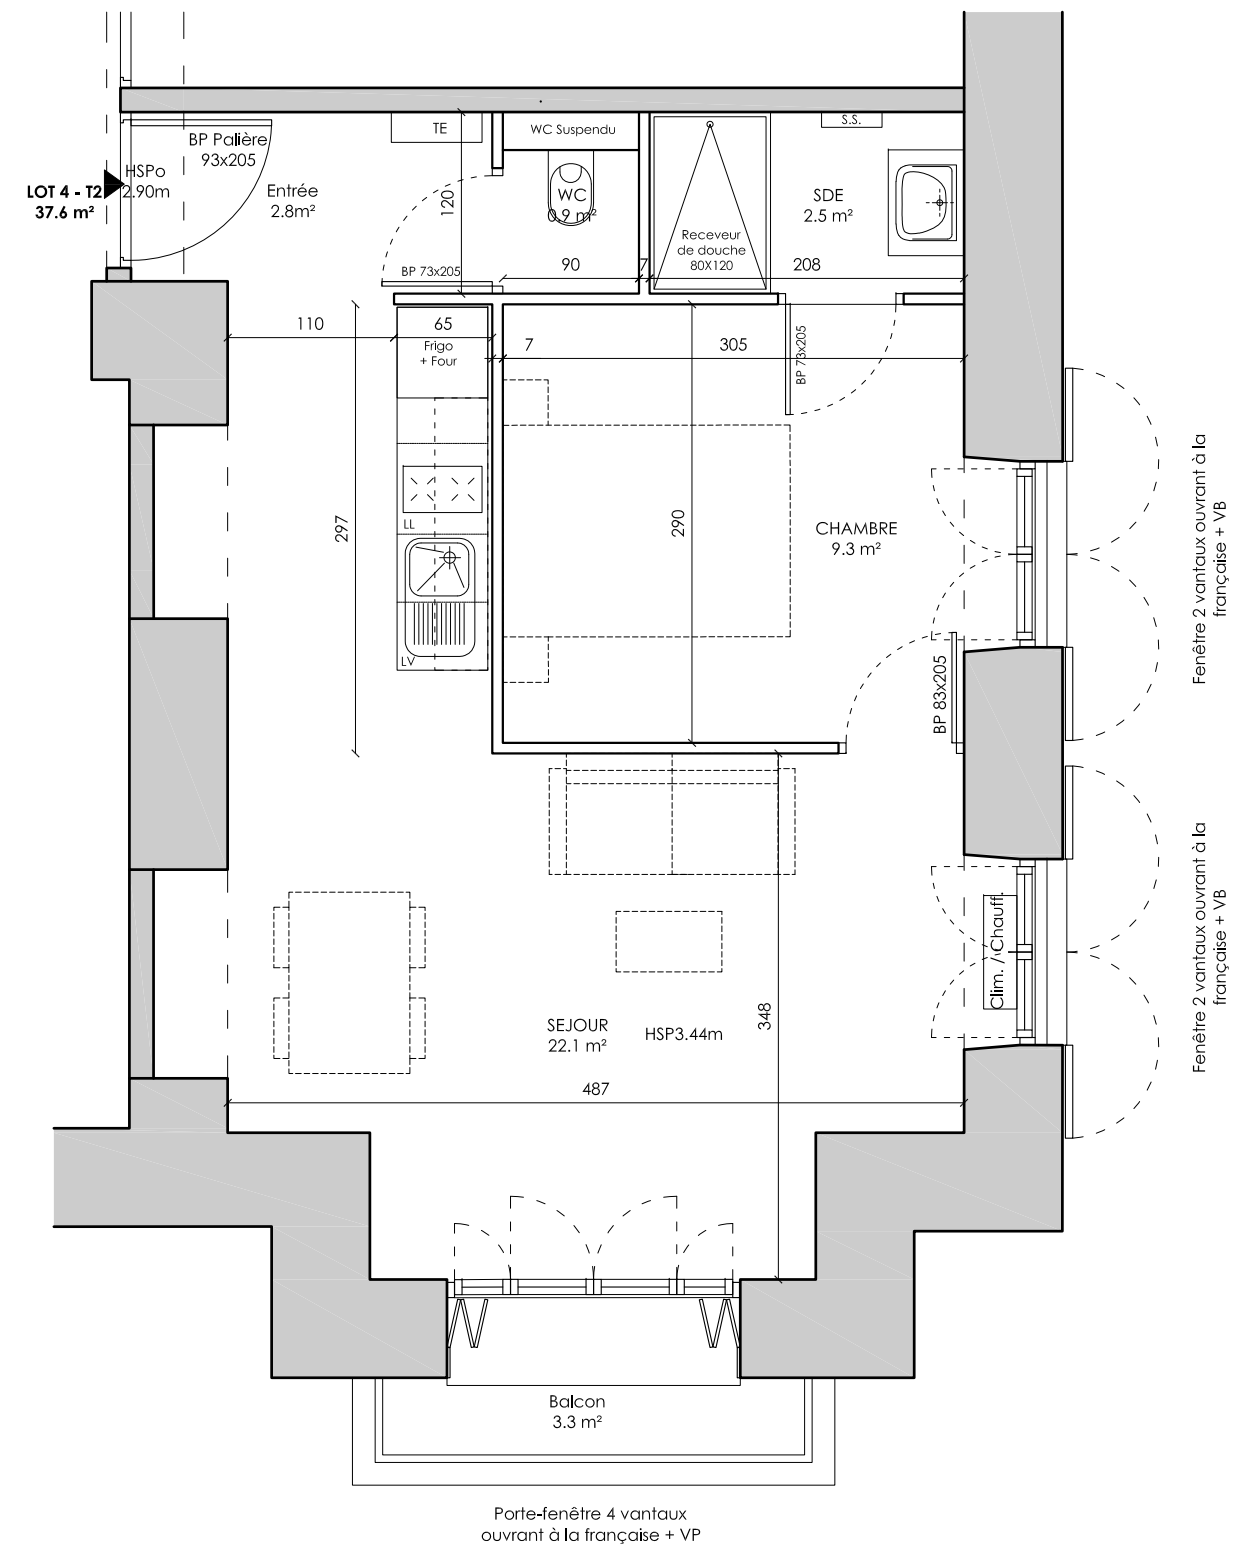 TE
WC Suspendu
S.S.
BP Palière
93x205
HSPo
2.90m
LOT 4 - T2
37.6 m²
Entrée
2.8m²
120
WC
0.9 m²
SDE
2.5 m²
Receveur
de douche
80X120
BP 73x205
90
7
208
110
65
Frigo
+ Four
7
305
BP 73x205
297
290
LL
LV
CHAMBRE
9.3 m²
BP 83x205
Fenêtre 2 vantaux ouvrant à la
française + VB
Fenêtre 2 vantaux ouvrant à la
française + VB
Clim. / Chauff.
SEJOUR
22.1 m²
HSP3.44m
348
487
Balcon
3.3 m²
Porte-fenêtre 4 vantaux
ouvrant à la française + VP